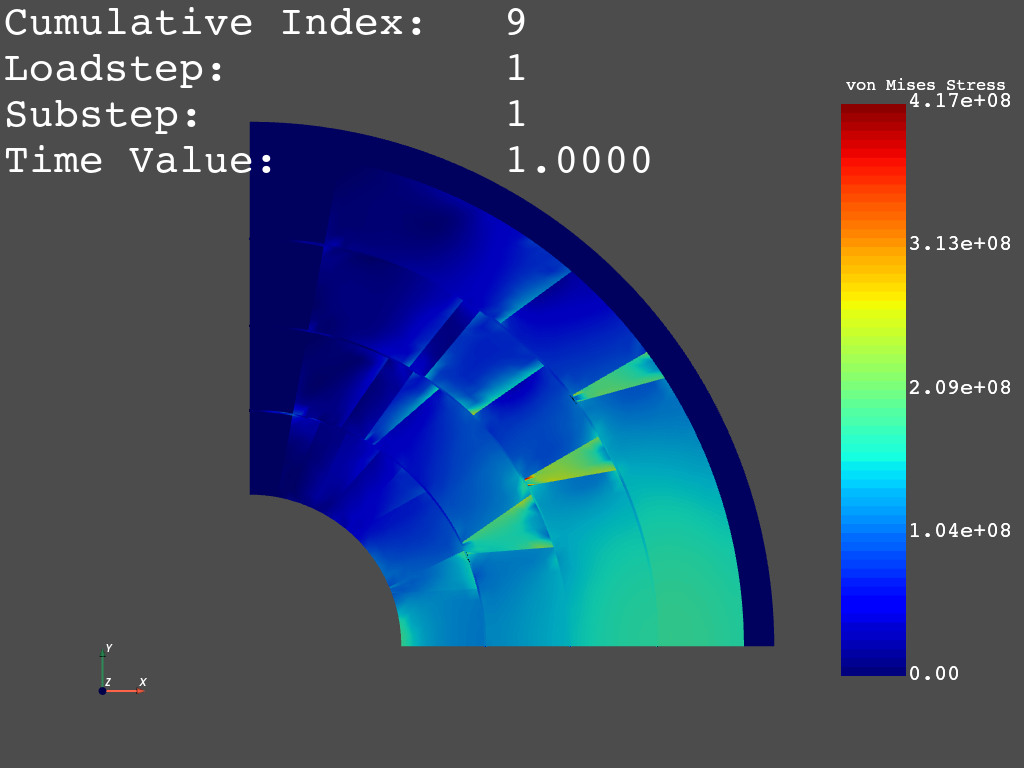 Cumulative Index: 9
Loadstep: 1
Substep: 1
Time Value: 1.0000
von Mises Stress
4.17e+08
3.13e+08
2.09e+08
1.04e+08
0.00
Y
Z X